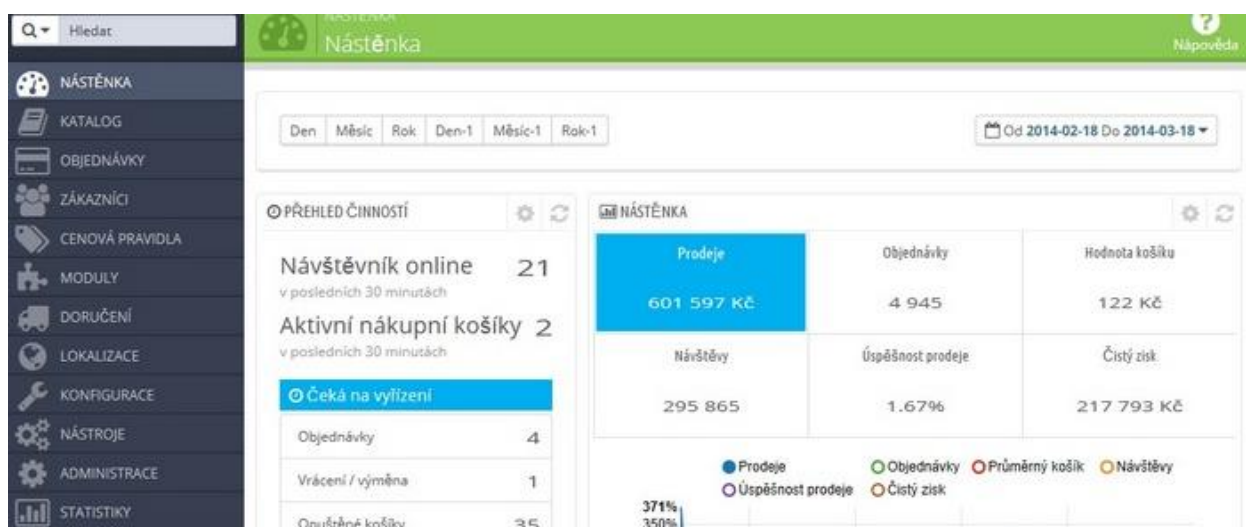 Hledat
NÁSTĚNKA
Nástěnka
Nápověda
NÁSTĚNKA
KATALOG
OBJEDNÁVKY
ZÁKAZNÍCI
CENOVÁ PRAVIDLA
MODULY
DORUČENÍ
LOKALIZACE
KONFIGURACE
NÁSTROJE
ADMINISTRACE
STATISTIKY
Den Měsíc Rok Den-1 Měsíc-1 Rok-1
Od 2014-02-18 Do 2014-03-18
PŘEHLED ČINNOSTÍ
Návštěvník online 21
v posledních 30 minutách
Aktivní nákupní košíky 2
v posledních 30 minutách
Čeká na vyřízení
Objednávky 4
Vrácení / výměna 1
Opuštěné košíky 35
NÁSTĚNKA
Prodeje Objednávky Hodnota košíku
601 597 Kč 4 945 122 Kč
Návštěvy Úspěšnost prodeje Čistý zisk
295 865 1.67% 217 793 Kč
Prodeje Objednávky Průměrný košík Návštěvy
Úspěšnost prodeje Čistý zisk
371%
350%